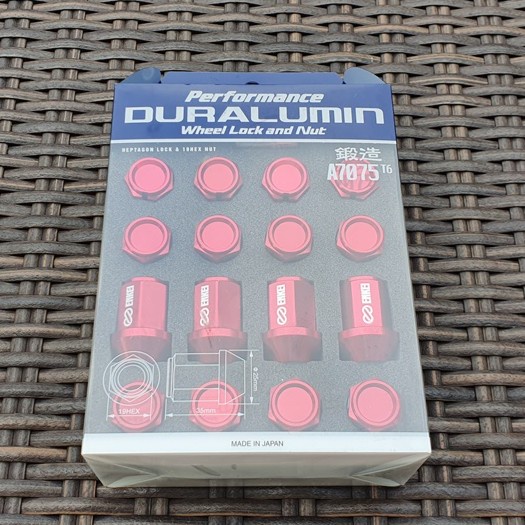 Performance
DURALUMIN
Wheel Lock and Nut
HEPTAGON LOCK & 19HEX NUT
鍛造
A7075 T6
ENKEI ENKEI ENKEI ENKEI
19HEX
35mm
Φ25mm
MADE IN JAPAN